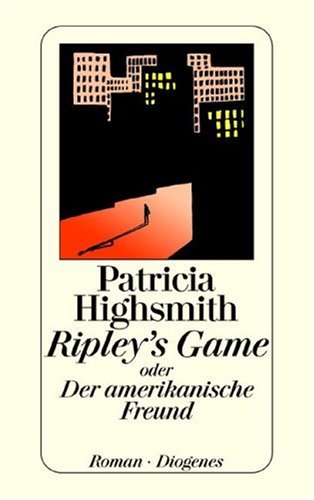 Patricia
Highsmith
Ripley's Game
oder
Der amerikanische
Freund
Roman · Diogenes